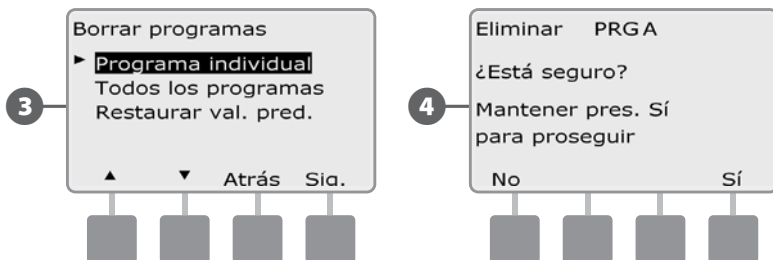 3
Borrar programas
► Programa individual
Todos los programas
Restaurar val. pred.
▲ ▼ Atrás Sig.
4
Eliminar PRG A
¿Está seguro?
Mantener pres. Sí
para proseguir
No Sí